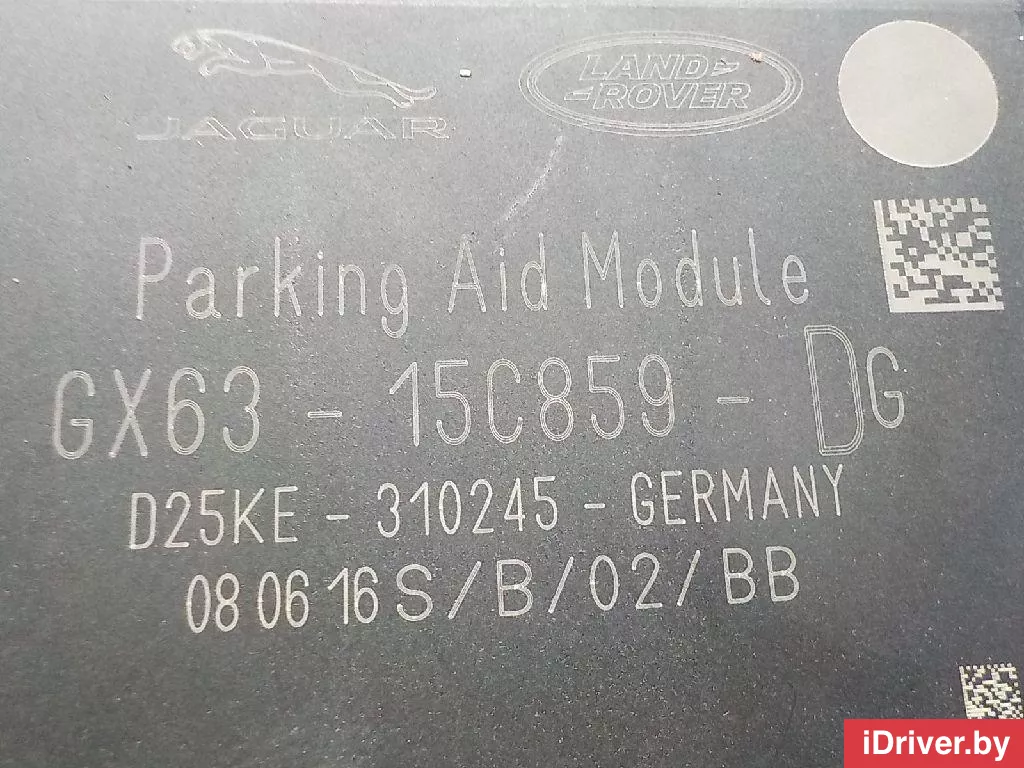 JAGUAR
LAND
ROVER
Parking Aid Module
GX63 - 15C859 - DG
D25KE - 310245 - GERMANY
08 06 16 S/B/02/BB
iDriver.by